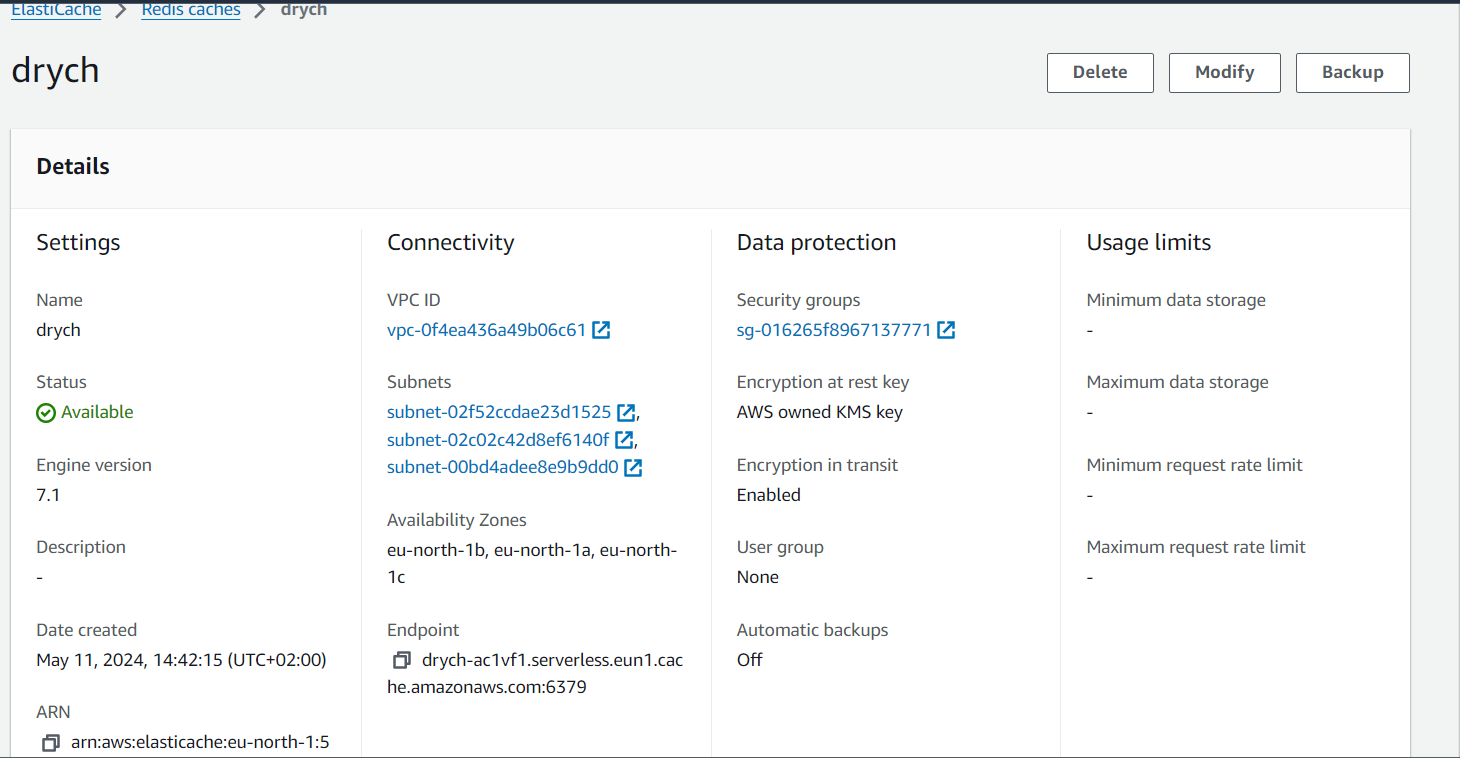 ElastiCache > Redis caches > drych
drych
Delete Modify Backup
Details
Settings
Name
drych
Status
Available
Engine version
7.1
Description
-
Date created
May 11, 2024, 14:42:15 (UTC+02:00)
ARN
arn:aws:elasticache:eu-north-1:5
Connectivity
VPC ID
vpc-0f4ea436a49b06c61
Subnets
subnet-02f52ccdae23d1525,
subnet-02c02c42d8ef6140f,
subnet-00bd4adee8e9b9dd0
Availability Zones
eu-north-1b, eu-north-1a, eu-north-
1c
Endpoint
drych-ac1vf1.serverless.eun1.cac
he.amazonaws.com:6379
Data protection
Security groups
sg-016265f8967137771
Encryption at rest key
AWS owned KMS key
Encryption in transit
Enabled
User group
None
Automatic backups
Off
Usage limits
Minimum data storage
-
Maximum data storage
-
Minimum request rate limit
-
Maximum request rate limit
-